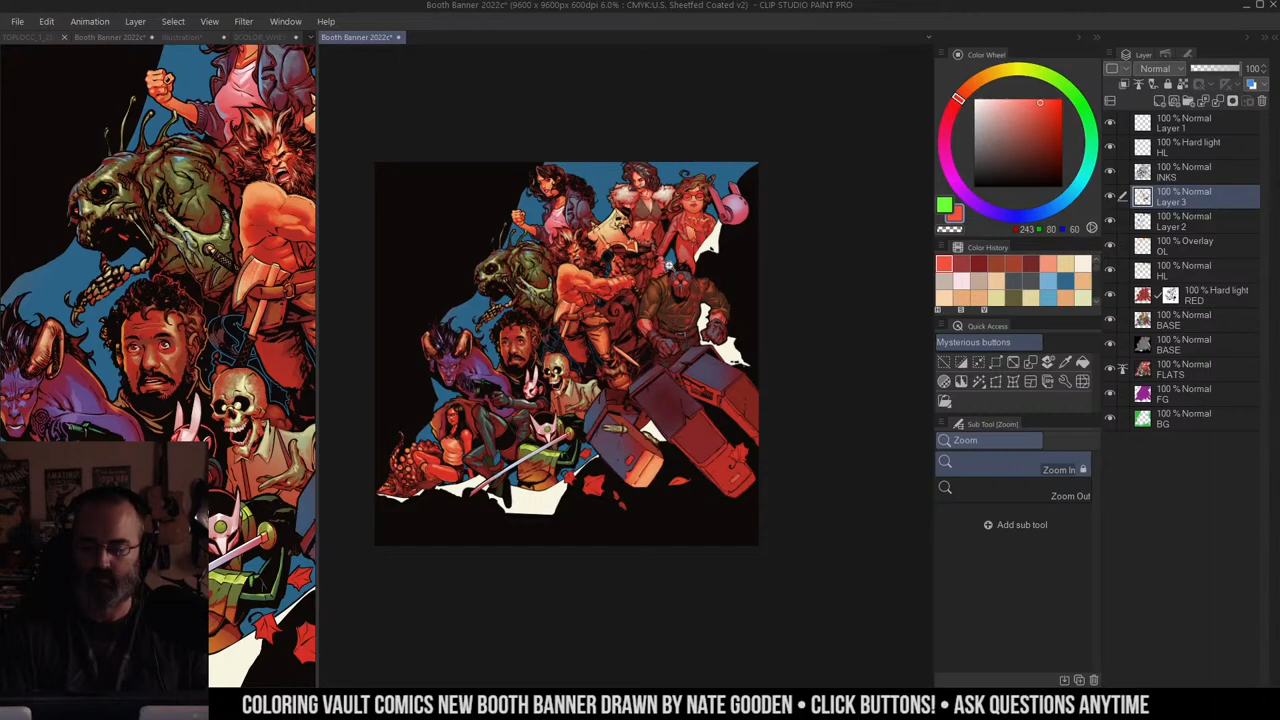 Booth Banner 2022c* (9600 x 9600px 600dpi 6.0% : CMYK:U.S. Sheetfed Coated v2) - CLIP STUDIO PAINT PRO
File Edit Animation Layer Select View Filter Window Help
Booth Banner 2022c* Illustration* Booth Banner 2022c*
Color Wheel
243 80 60
Color History
H S V
Quick Access
Mysterious buttons
Sub Tool [Zoom]
Zoom
Zoom In
Zoom Out
Add sub tool
Layer
Normal 100
100 % Normal
Layer 1
100 % Hard light
HL
100 % Normal
INKS
100 % Normal
Layer 3
100 % Normal
Layer 2
100 % Overlay
OL
100 % Normal
HL
100 % Hard light
RED
100 % Normal
BASE
100 % Normal
BASE
100 % Normal
FLATS
100 % Normal
FG
100 % Normal
BG
COLORING VAULT COMICS NEW BOOTH BANNER DRAWN BY NATE GOODEN • CLICK BUTTONS! • ASK QUESTIONS ANYTIME